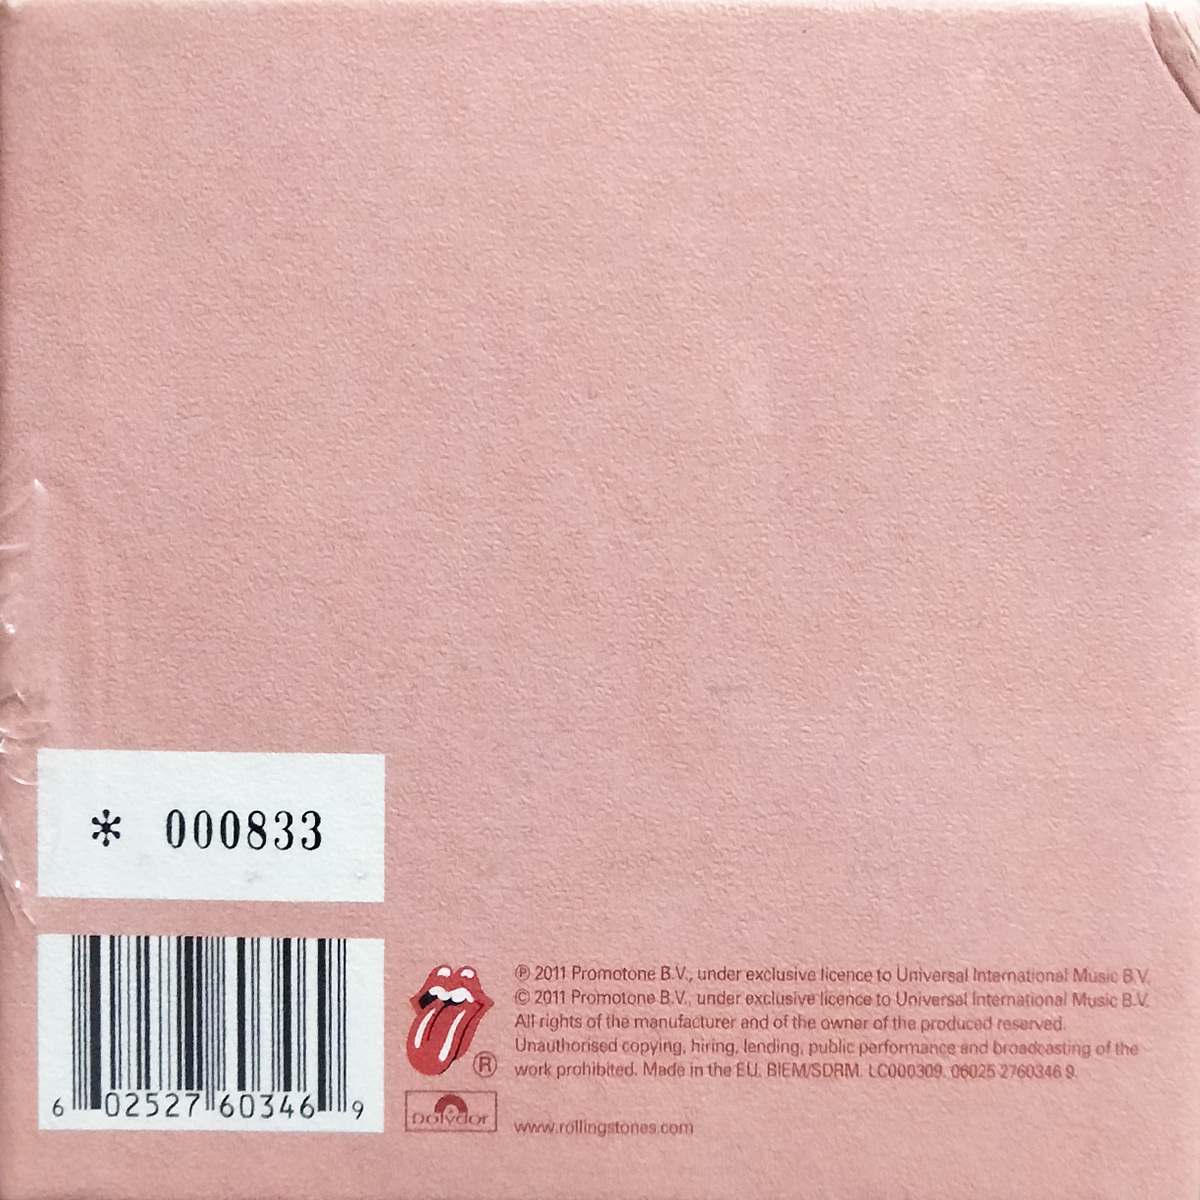 * 000833
6 02527 60346 9
℗ 2011 Promotone B.V., under exclusive licence to Universal International Music B.V.
© 2011 Promotone B.V., under exclusive licence to Universal International Music B.V.
All rights of the manufacturer and of the owner of the produced reserved.
Unauthorised copying, hiring, lending, public performance and broadcasting of the
work prohibited. Made in the EU. BIEM/SDRM. LC000309. 06025 2760346 9.
®
polydor
www.rollingstones.com